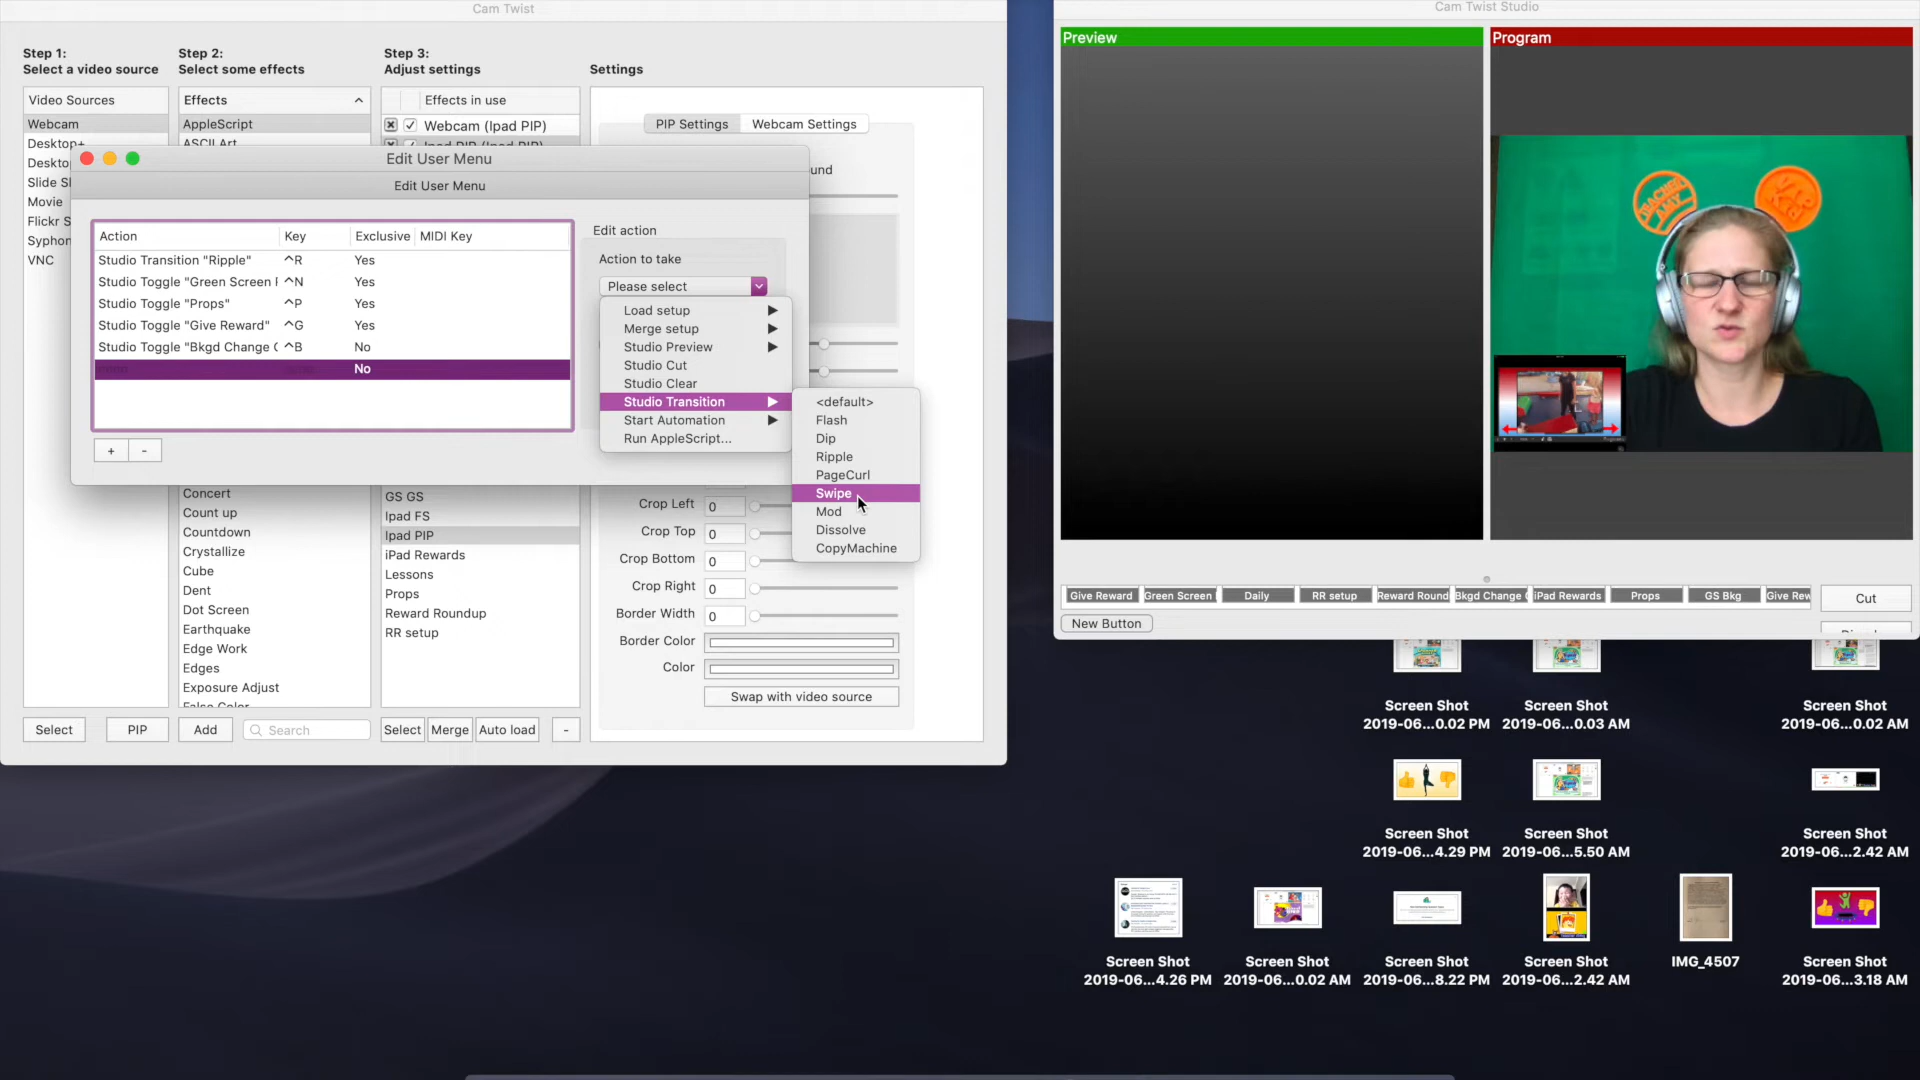 Cam Twist
Step 1:
Select a video source
Step 2:
Select some effects
Step 3:
Adjust settings
Settings
Video Sources
Webcam
Desktop+
Deskto
Slide Sl
Movie
Flickr S
Syphon
VNC
Effects
AppleScript
ASCII Art
Effects in use
Webcam (Ipad PIP)
Ipad PIP (Ipad PIP)
PIP Settings
Webcam Settings
und
Edit User Menu
Edit User Menu
Action Key Exclusive MIDI Key
Studio Transition "Ripple" ^R Yes
Studio Toggle "Green Screen ^N Yes
Studio Toggle "Props" ^P Yes
Studio Toggle "Give Reward" ^G Yes
Studio Toggle "Bkgd Change ^B No
No
+ -
Edit action
Action to take
Please select
Load setup
Merge setup
Studio Preview
Studio Cut
Studio Clear
Studio Transition
Start Automation
Run AppleScript...
<default>
Flash
Dip
Ripple
PageCurl
Swipe
Mod
Dissolve
CopyMachine
Concert
Count up
Countdown
Crystallize
Cube
Dent
Dot Screen
Earthquake
Edge Work
Edges
Exposure Adjust
False Color
GS GS
Ipad FS
Ipad PIP
iPad Rewards
Lessons
Props
Reward Roundup
RR setup
Crop Left 0
Crop Top 0
Crop Bottom 0
Crop Right 0
Border Width 0
Border Color
Color
Swap with video source
Select
PIP
Add
Search
Select
Merge
Auto load
-
Cam Twist Studio
Preview
Program
TEACHER
AMY
Give Reward
Green Screen
Daily
RR setup
Reward Round
Bkgd Change
iPad Rewards
Props
GS Bkg
Give Rew
Cut
New Button
Screen Shot
2019-06...0.02 PM
Screen Shot
2019-06...0.03 AM
Screen Shot
2019-06...0.02 AM
Screen Shot
2019-06...4.29 PM
Screen Shot
2019-06...5.50 AM
Screen Shot
2019-06...2.42 AM
Screen Shot
2019-06...4.26 PM
Screen Shot
2019-06...0.02 AM
Screen Shot
2019-06...8.22 PM
Screen Shot
2019-06...2.42 AM
IMG_4507
Screen Shot
2019-06...3.18 AM